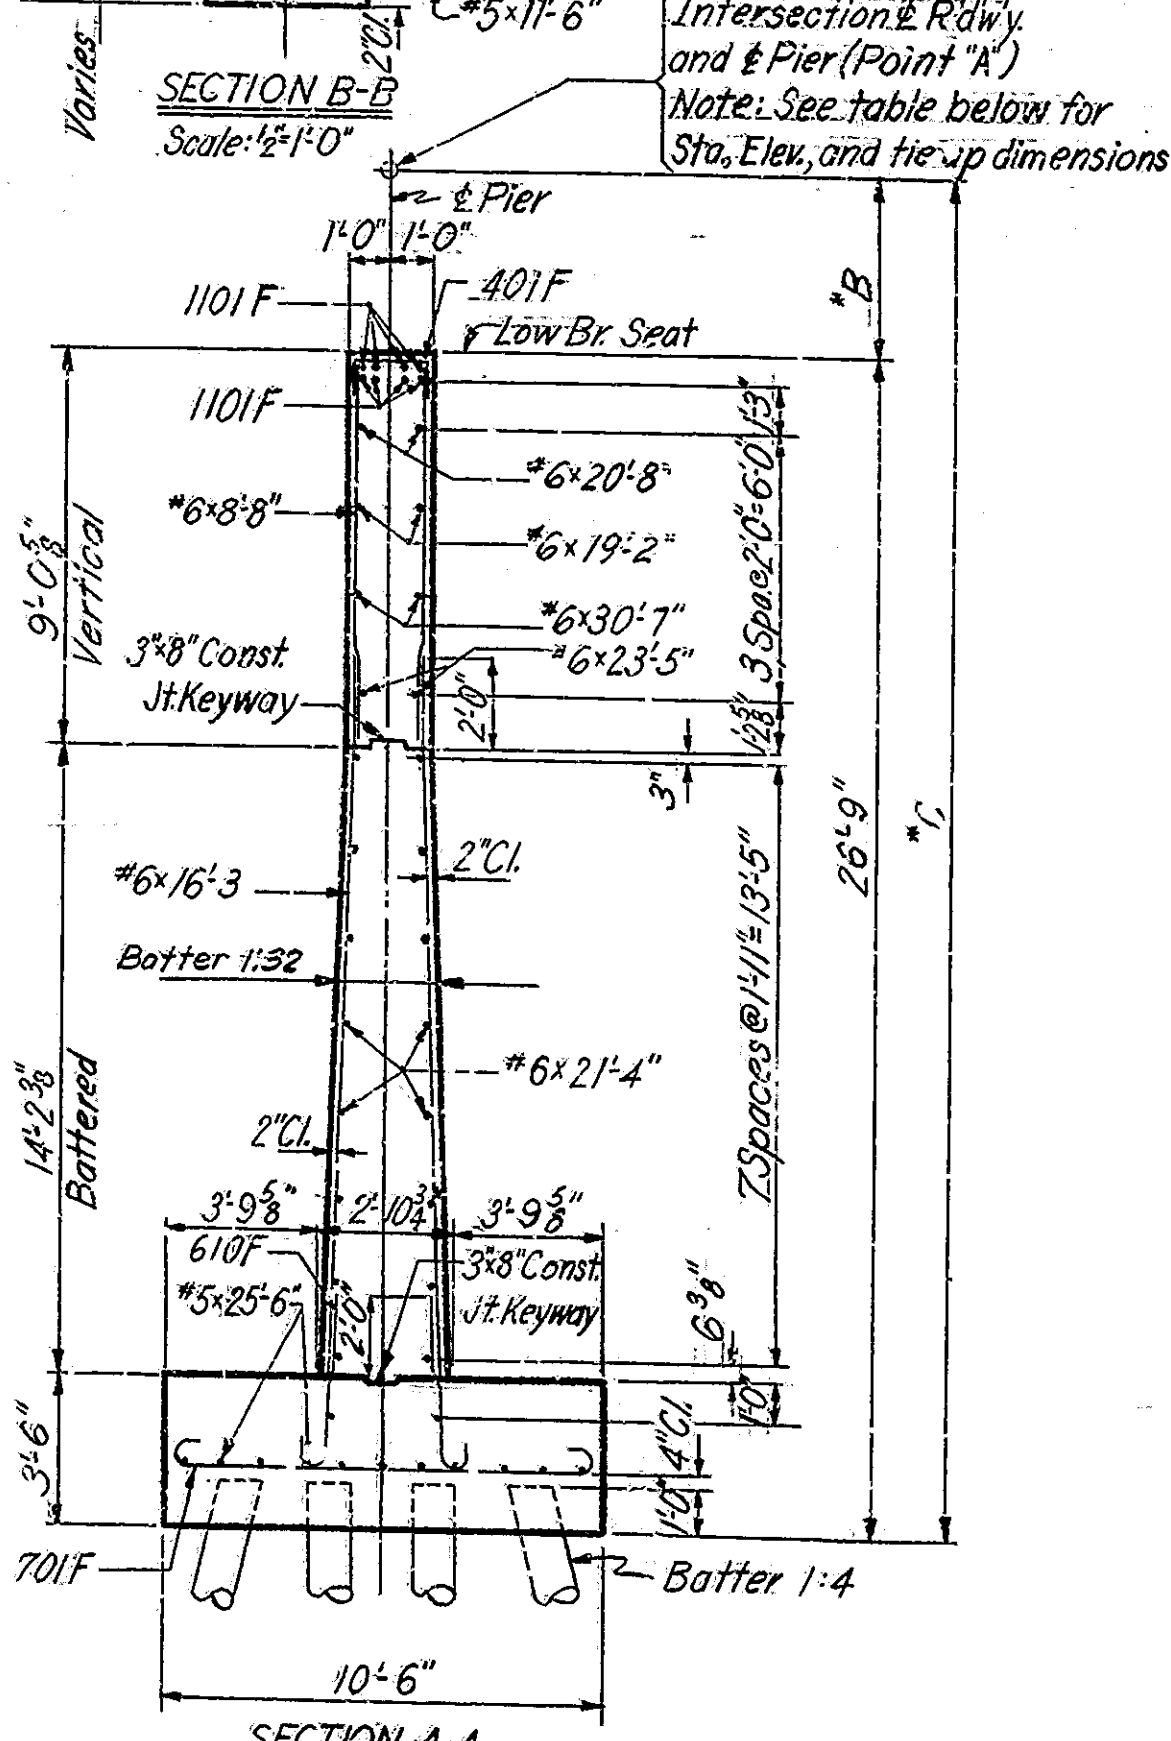 #5×11'-6"
Varies
2"Cl.
SECTION B-B
Scale: ½"=1'-0"
Intersection ℄ R'dw'y.
and ℄ Pier (Point "A")
Note: See table below for
Sta., Elev., and tie up dimensions
℄ Pier
1'-0" 1'-0"
*B
1101F
401F
Low Br. Seat
1101F
1'-3"
#6×20'-8"
#6×8'-8"
#6×19'-2"
3 Spa.@2'-0"=6'-0"
9'-0⅝"
Vertical
#6×30'-7"
3"×8" Const.
Jt. Keyway
#6×23'-5"
2'-0"
1'-2⅝"
3"
26'-9"
*C
#6×16'-3
2"Cl.
Batter 1:32
7 Spaces@1'-11"=13'-5"
#6×21'-4"
14'-2⅜"
Battered
2"Cl.
3'-9⅝"
2'-10¾"
3'-9⅝"
610F
3"×8" Const.
Jt. Keyway
#5×25'-6"
2'-0"
6⅜"
1'-0"
3'-6"
4"Cl.
1'-0"
701F
Batter 1:4
10'-6"
SECTION A-A